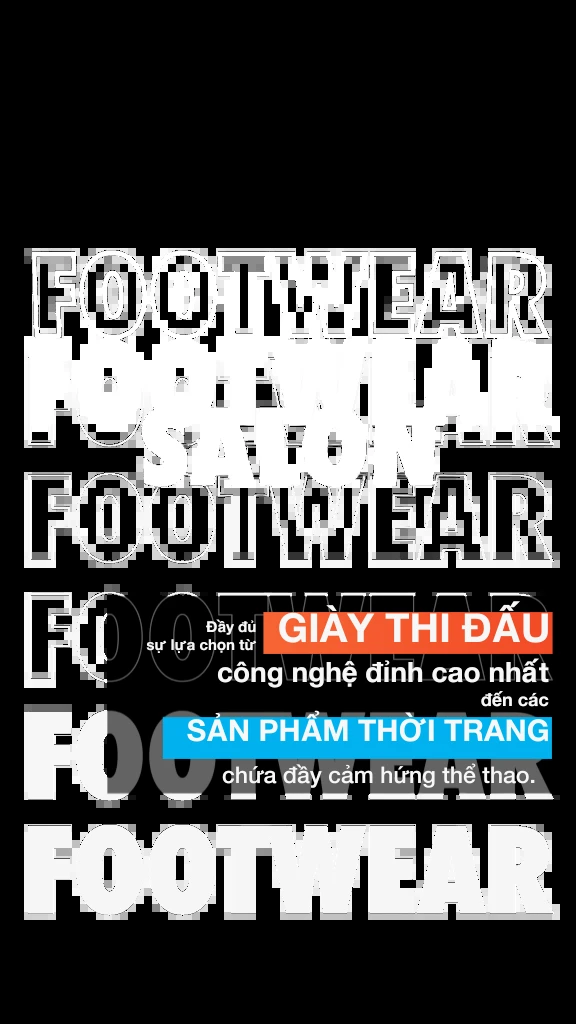 FOOTWEAR
FOOTWEAR
SALON
FOOTWEAR
FOOTWEAR
Đầy đủ
sự lựa chọn từ
GIÀY THI ĐẤU
công nghệ đỉnh cao nhất
đến các
SẢN PHẨM THỜI TRANG
FOOTWEAR
chứa đầy cảm hứng thể thao.
FOOTWEAR